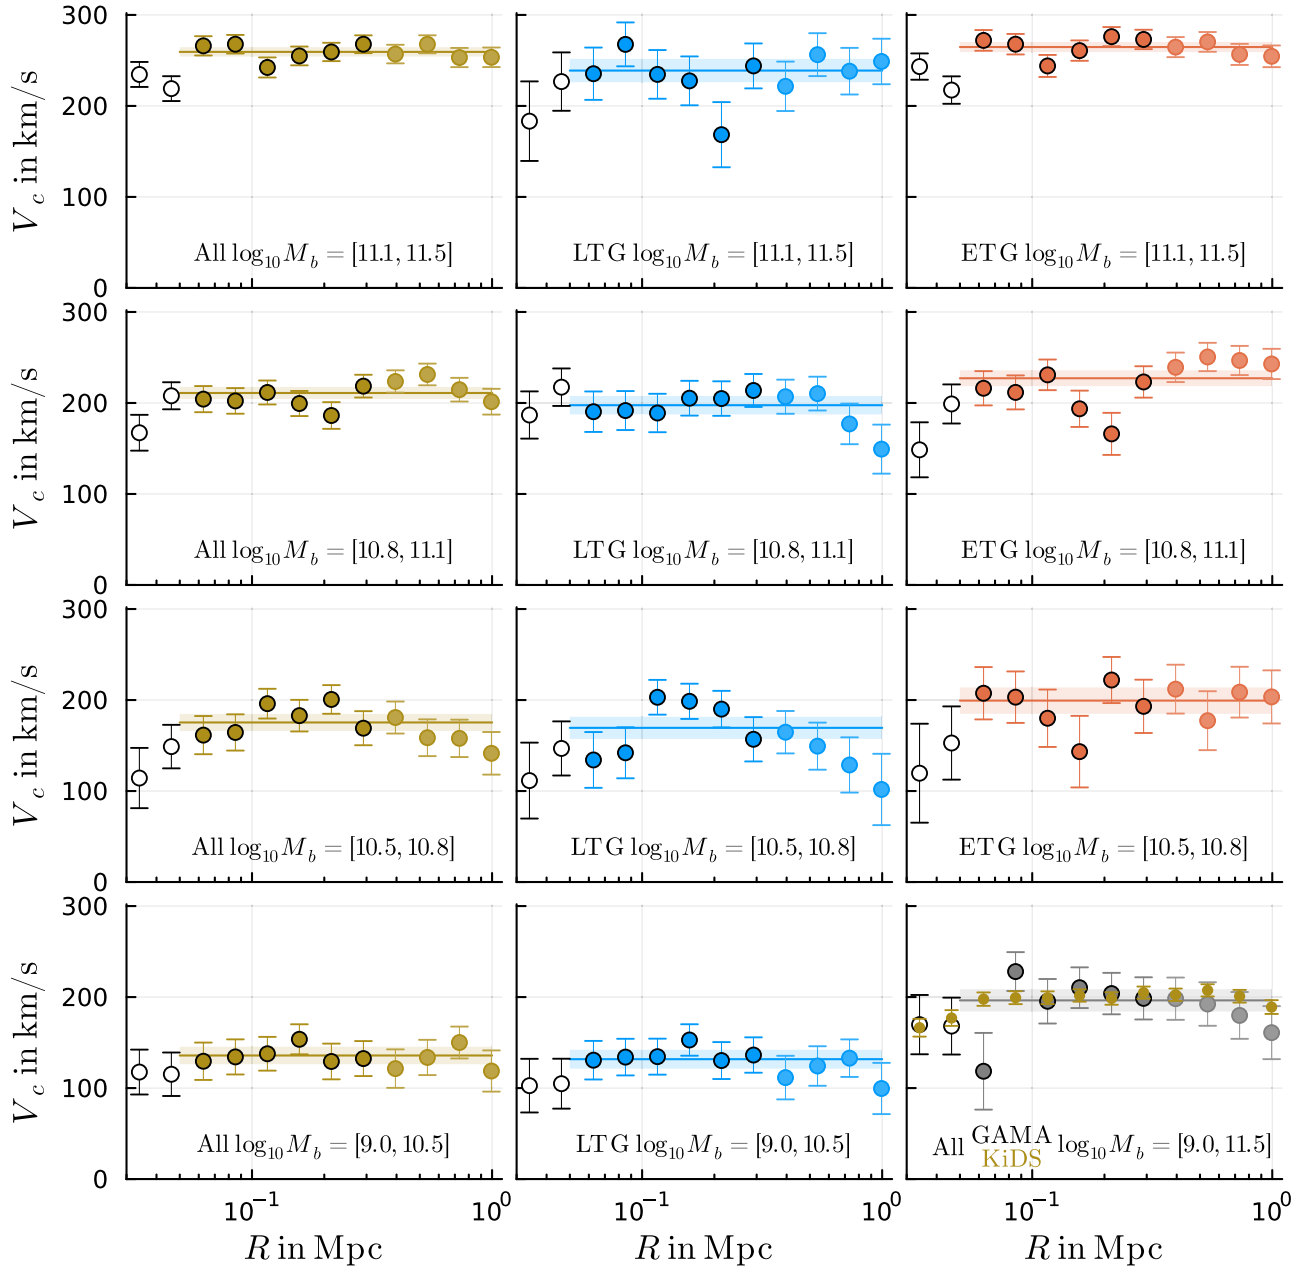 300
200
100
0
V_c in km/s
All log₁₀ M_b = [11.1, 11.5]
LTG log₁₀ M_b = [11.1, 11.5]
ETG log₁₀ M_b = [11.1, 11.5]
300
200
100
0
V_c in km/s
All log₁₀ M_b = [10.8, 11.1]
LTG log₁₀ M_b = [10.8, 11.1]
ETG log₁₀ M_b = [10.8, 11.1]
300
200
100
0
V_c in km/s
All log₁₀ M_b = [10.5, 10.8]
LTG log₁₀ M_b = [10.5, 10.8]
ETG log₁₀ M_b = [10.5, 10.8]
300
200
100
0
V_c in km/s
All log₁₀ M_b = [9.0, 10.5]
LTG log₁₀ M_b = [9.0, 10.5]
All GAMA KiDS log₁₀ M_b = [9.0, 11.5]
10⁻¹ 10⁰
10⁻¹ 10⁰
10⁻¹ 10⁰
R in Mpc
R in Mpc
R in Mpc